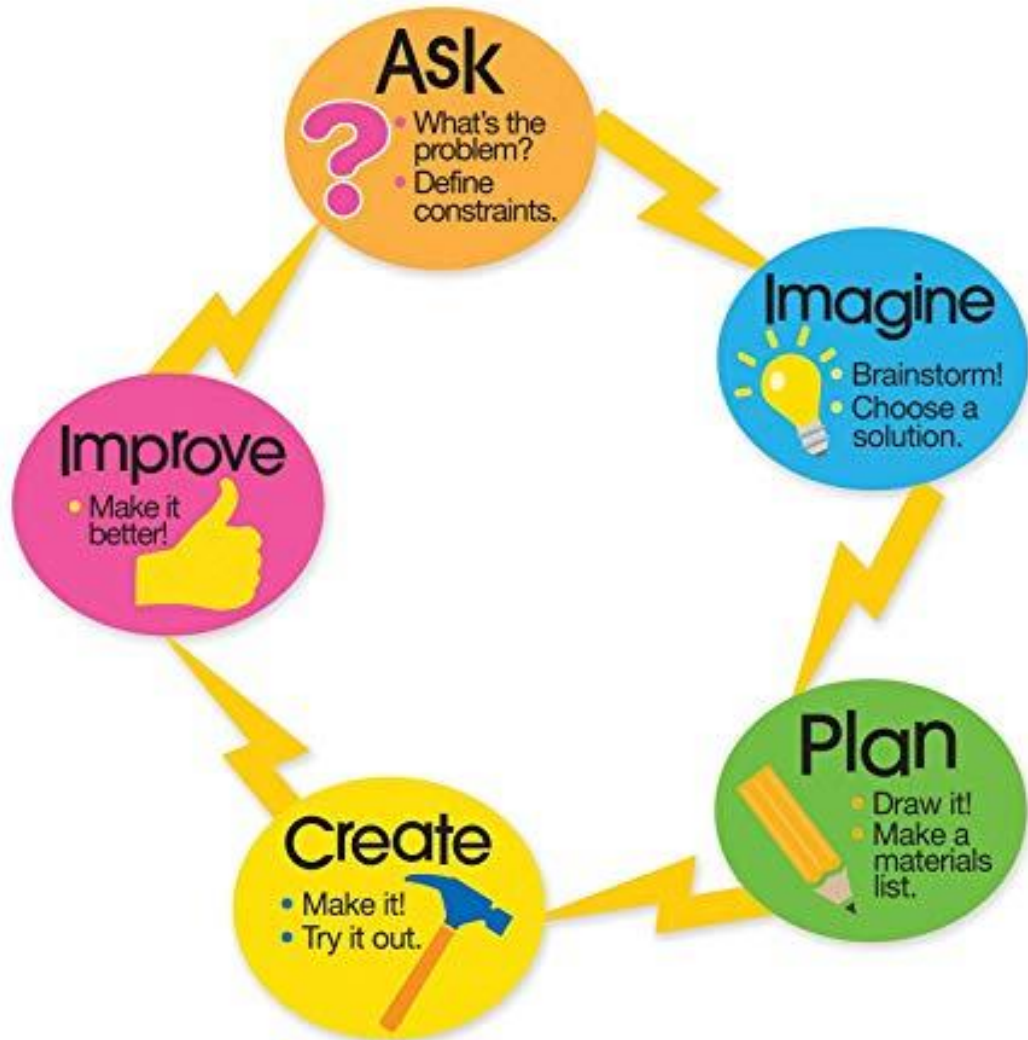 Ask
?
• What's the
problem?
• Define
constraints.
Imagine
• Brainstorm!
• Choose a
solution.
Plan
• Draw it!
• Make a
materials
list.
Create
• Make it!
• Try it out.
Improve
• Make it
better!